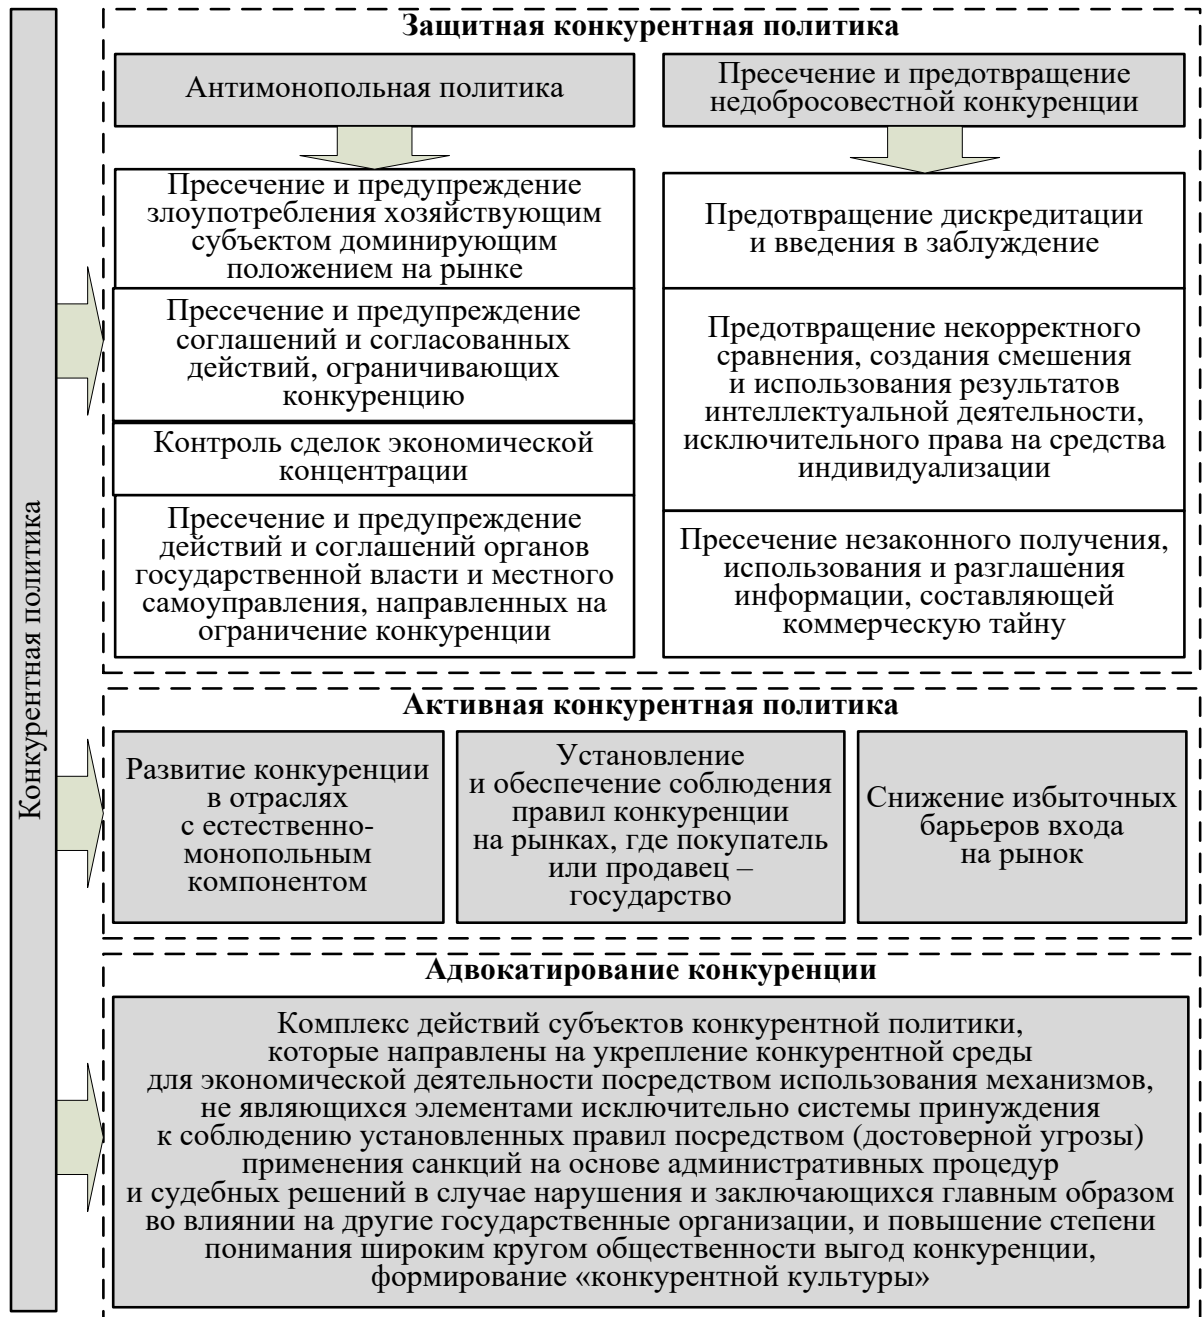 Конкурентная политика
Защитная конкурентная политика
Антимонопольная политика
Пресечение и предупреждение
злоупотребления хозяйствующим
субъектом доминирующим
положением на рынке
Пресечение и предупреждение
соглашений и согласованных
действий, ограничивающих
конкуренцию
Контроль сделок экономической
концентрации
Пресечение и предупреждение
действий и соглашений органов
государственной власти и местного
самоуправления, направленных на
ограничение конкуренции
Пресечение и предотвращение
недобросовестной конкуренции
Предотвращение дискредитации
и введения в заблуждение
Предотвращение некорректного
сравнения, создания смешения
и использования результатов
интеллектуальной деятельности,
исключительного права на средства
индивидуализации
Пресечение незаконного получения,
использования и разглашения
информации, составляющей
коммерческую тайну
Активная конкурентная политика
Развитие конкуренции
в отраслях
с естественно-
монопольным
компонентом
Установление
и обеспечение соблюдения
правил конкуренции
на рынках, где покупатель
или продавец –
государство
Снижение избыточных
барьеров входа
на рынок
Адвокатирование конкуренции
Комплекс действий субъектов конкурентной политики,
которые направлены на укрепление конкурентной среды
для экономической деятельности посредством использования механизмов,
не являющихся элементами исключительно системы принуждения
к соблюдению установленных правил посредством (достоверной угрозы)
применения санкций на основе административных процедур
и судебных решений в случае нарушения и заключающихся главным образом
во влиянии на другие государственные организации, и повышение степени
понимания широким кругом общественности выгод конкуренции,
формирование «конкурентной культуры»